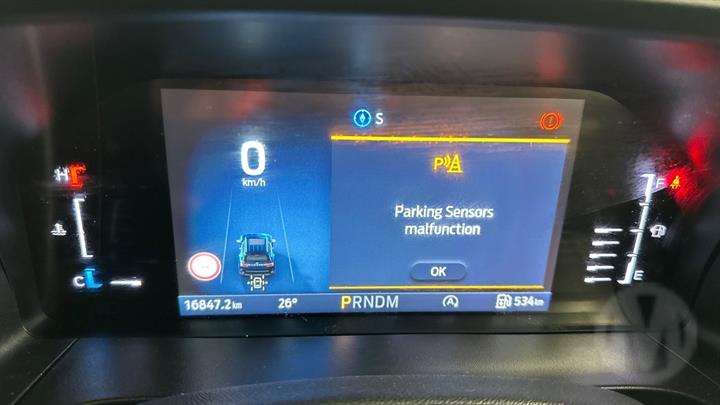 S
0
km/h
P
Parking Sensors
malfunction
OK
H
C
E
16847.2 km
26°
PRNDM
A
534 km